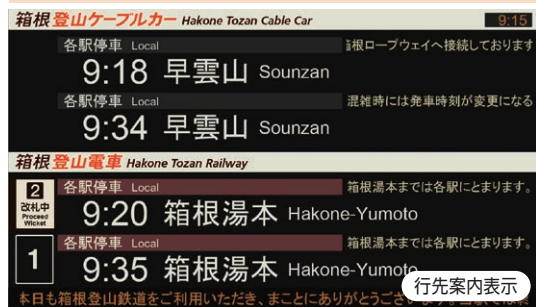 箱根登山ケーブルカー Hakone Tozan Cable Car 9:15
各駅停車 Local 箱根ロープウェイへ接続しております
9:18 早雲山 Sounzan
各駅停車 Local 混雑時には発車時刻が変更になる
9:34 早雲山 Sounzan
箱根登山電車 Hakone Tozan Railway
2 各駅停車 Local 箱根湯本までは各駅にとまります。
改札中 Proceed Wicket 9:20 箱根湯本 Hakone-Yumoto
1 各駅停車 Local 箱根湯本までは各駅にとまります。
9:35 箱根湯本 Hakone-Yumoto
行先案内表示
本日も箱根登山鉄道をご利用いただき、まことにありがとうござい